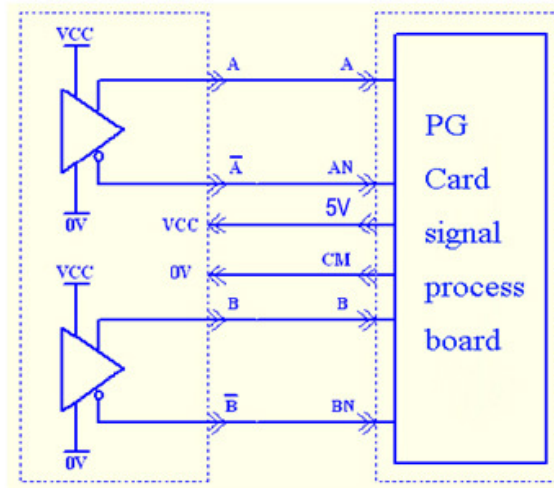 VCC
A
A
PG
Card
signal
process
board
A̅
AN
0V
VCC
5V
0V
CM
VCC
B
B
B̅
BN
0V